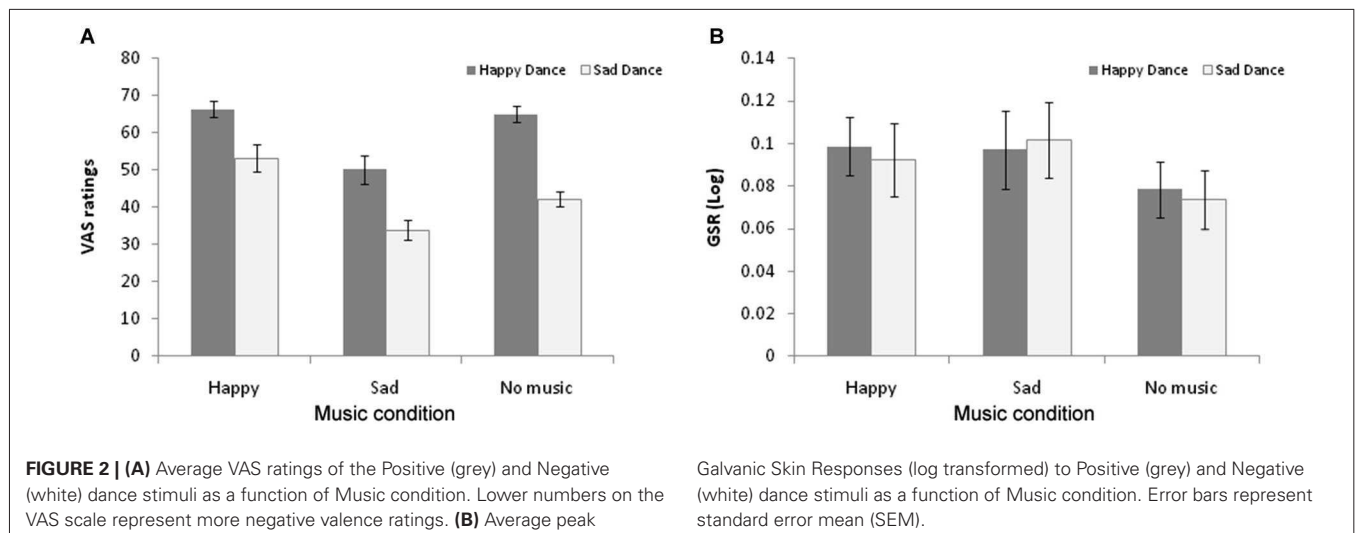 A
80
70
60
50
40
30
20
10
0
VAS ratings
Happy Dance Sad Dance
Happy Sad No music
Music condition
B
0.14
0.12
0.1
0.08
0.06
0.04
0.02
0
GSR (Log)
Happy Dance Sad Dance
Happy Sad No music
Music condition
FIGURE 2 | (A) Average VAS ratings of the Positive (grey) and Negative
(white) dance stimuli as a function of Music condition. Lower numbers on the
VAS scale represent more negative valence ratings. (B) Average peak
Galvanic Skin Responses (log transformed) to Positive (grey) and Negative
(white) dance stimuli as a function of Music condition. Error bars represent
standard error mean (SEM).